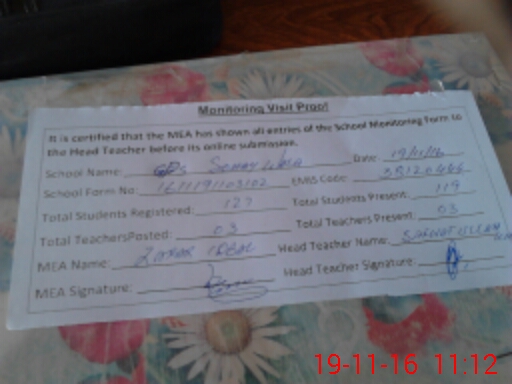 Monitoring Visit Proof
It is certified that the MEA has shown all entries of the School Monitoring Form to
the Head Teacher before its online submission.
School Name: GPS Date: 19/11/16
School Form No: EMIS Code:
Total Students Registered: 127 Total Students Present: 119
Total TeachersPosted: 03 Total Teachers Present: 03
MEA Name: Head Teacher Name:
MEA Signature: Head Teacher Signature:
19-11-16 11:12